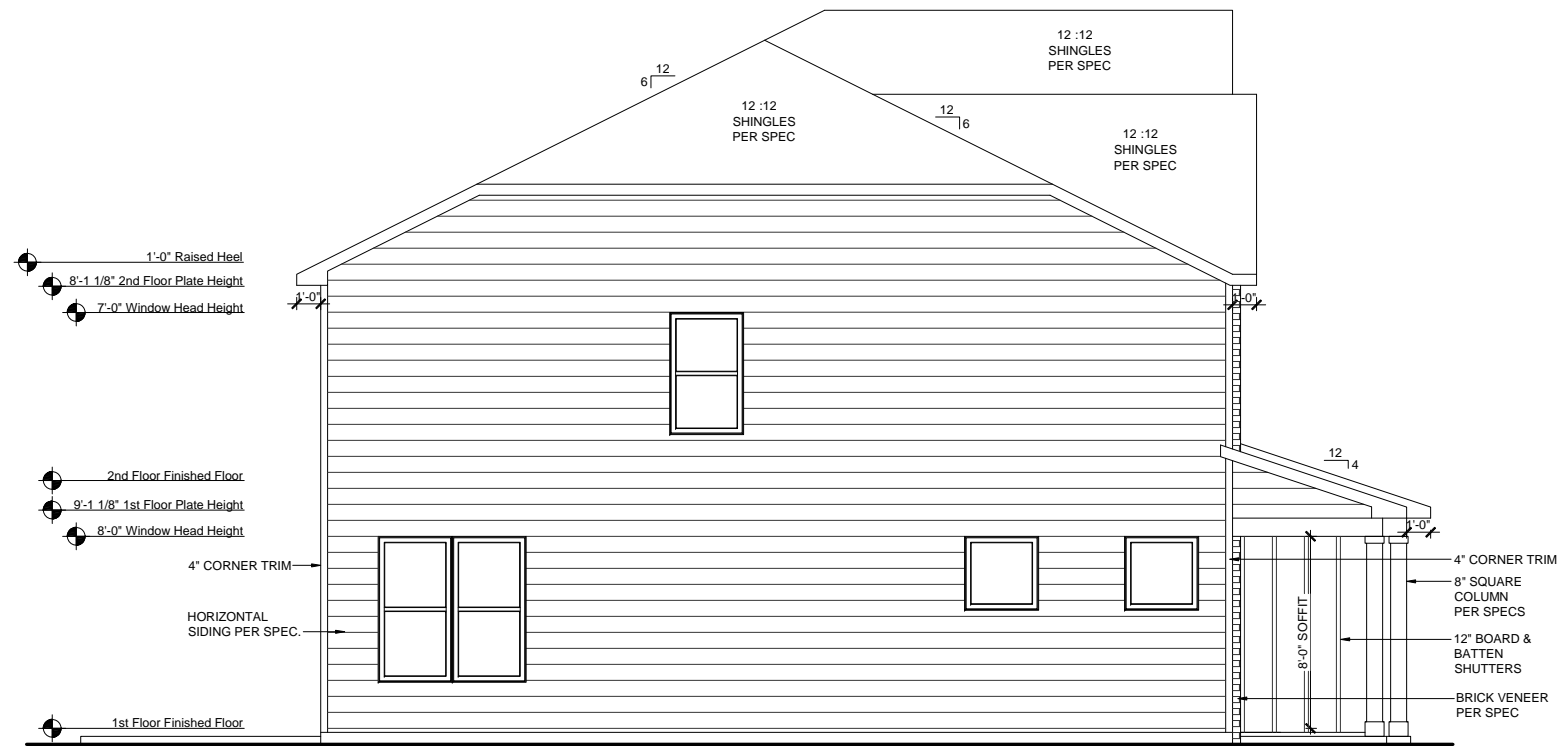 12 :12
SHINGLES
PER SPEC
12
6
12 :12
SHINGLES
PER SPEC
12
6
12 :12
SHINGLES
PER SPEC
1'-0" Raised Heel
8'-1 1/8" 2nd Floor Plate Height
7'-0" Window Head Height
1'-0"
1'-0"
2nd Floor Finished Floor
9'-1 1/8" 1st Floor Plate Height
8'-0" Window Head Height
12
4
1'-0"
4" CORNER TRIM
HORIZONTAL
SIDING PER SPEC.
8'-0" SOFFIT
4" CORNER TRIM
8" SQUARE
COLUMN
PER SPECS
12" BOARD &
BATTEN
SHUTTERS
BRICK VENEER
PER SPEC
1st Floor Finished Floor